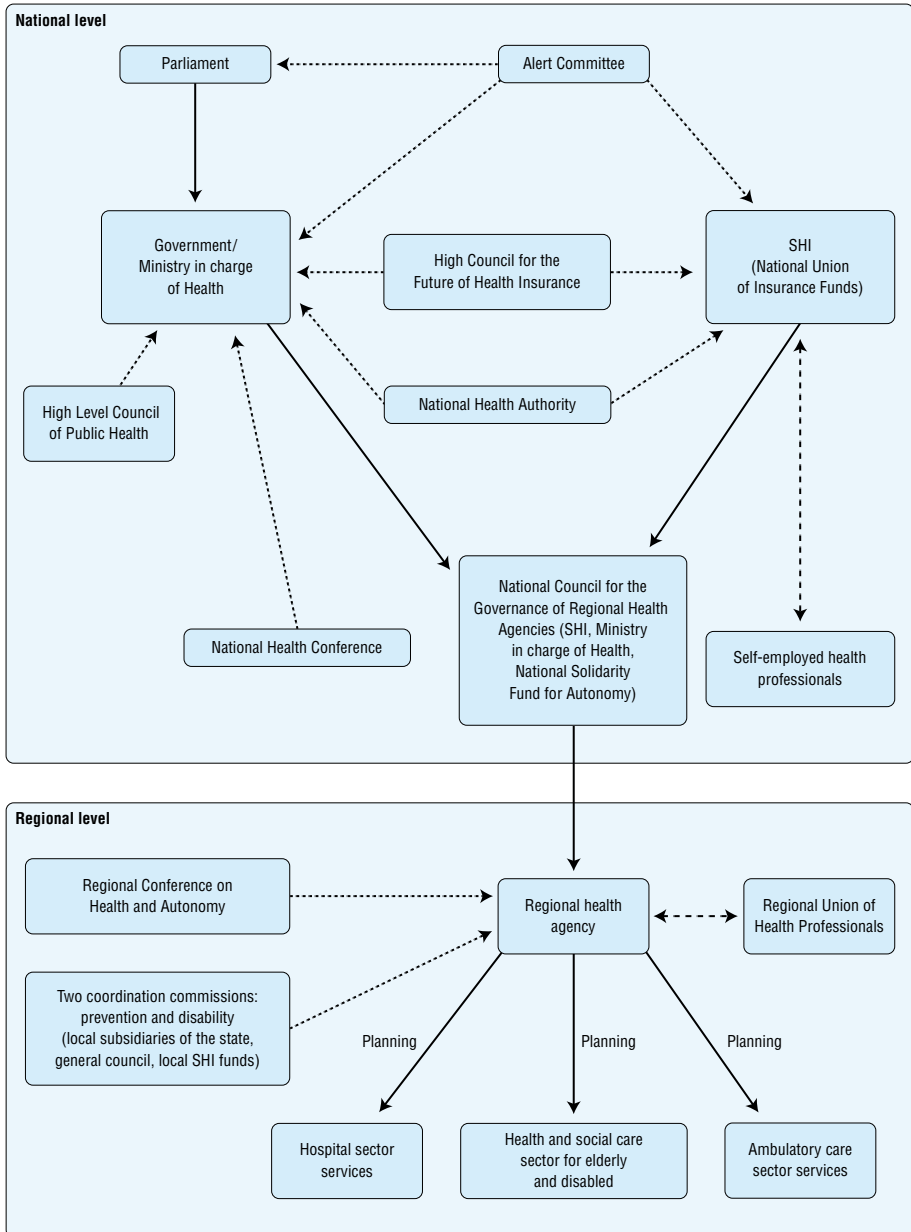 National level
Parliament
Alert Committee
Government/
Ministry in charge
of Health
High Council for the
Future of Health Insurance
SHI
(National Union
of Insurance Funds)
High Level Council
of Public Health
National Health Authority
National Health Conference
National Council for the
Governance of Regional Health
Agencies (SHI, Ministry
in charge of Health,
National Solidarity
Fund for Autonomy)
Self-employed health
professionals
Regional level
Regional Conference on
Health and Autonomy
Regional health
agency
Regional Union of
Health Professionals
Two coordination commissions:
prevention and disability
(local subsidiaries of the state,
general council, local SHI funds)
Planning
Planning
Planning
Hospital sector
services
Health and social care
sector for elderly
and disabled
Ambulatory care
sector services